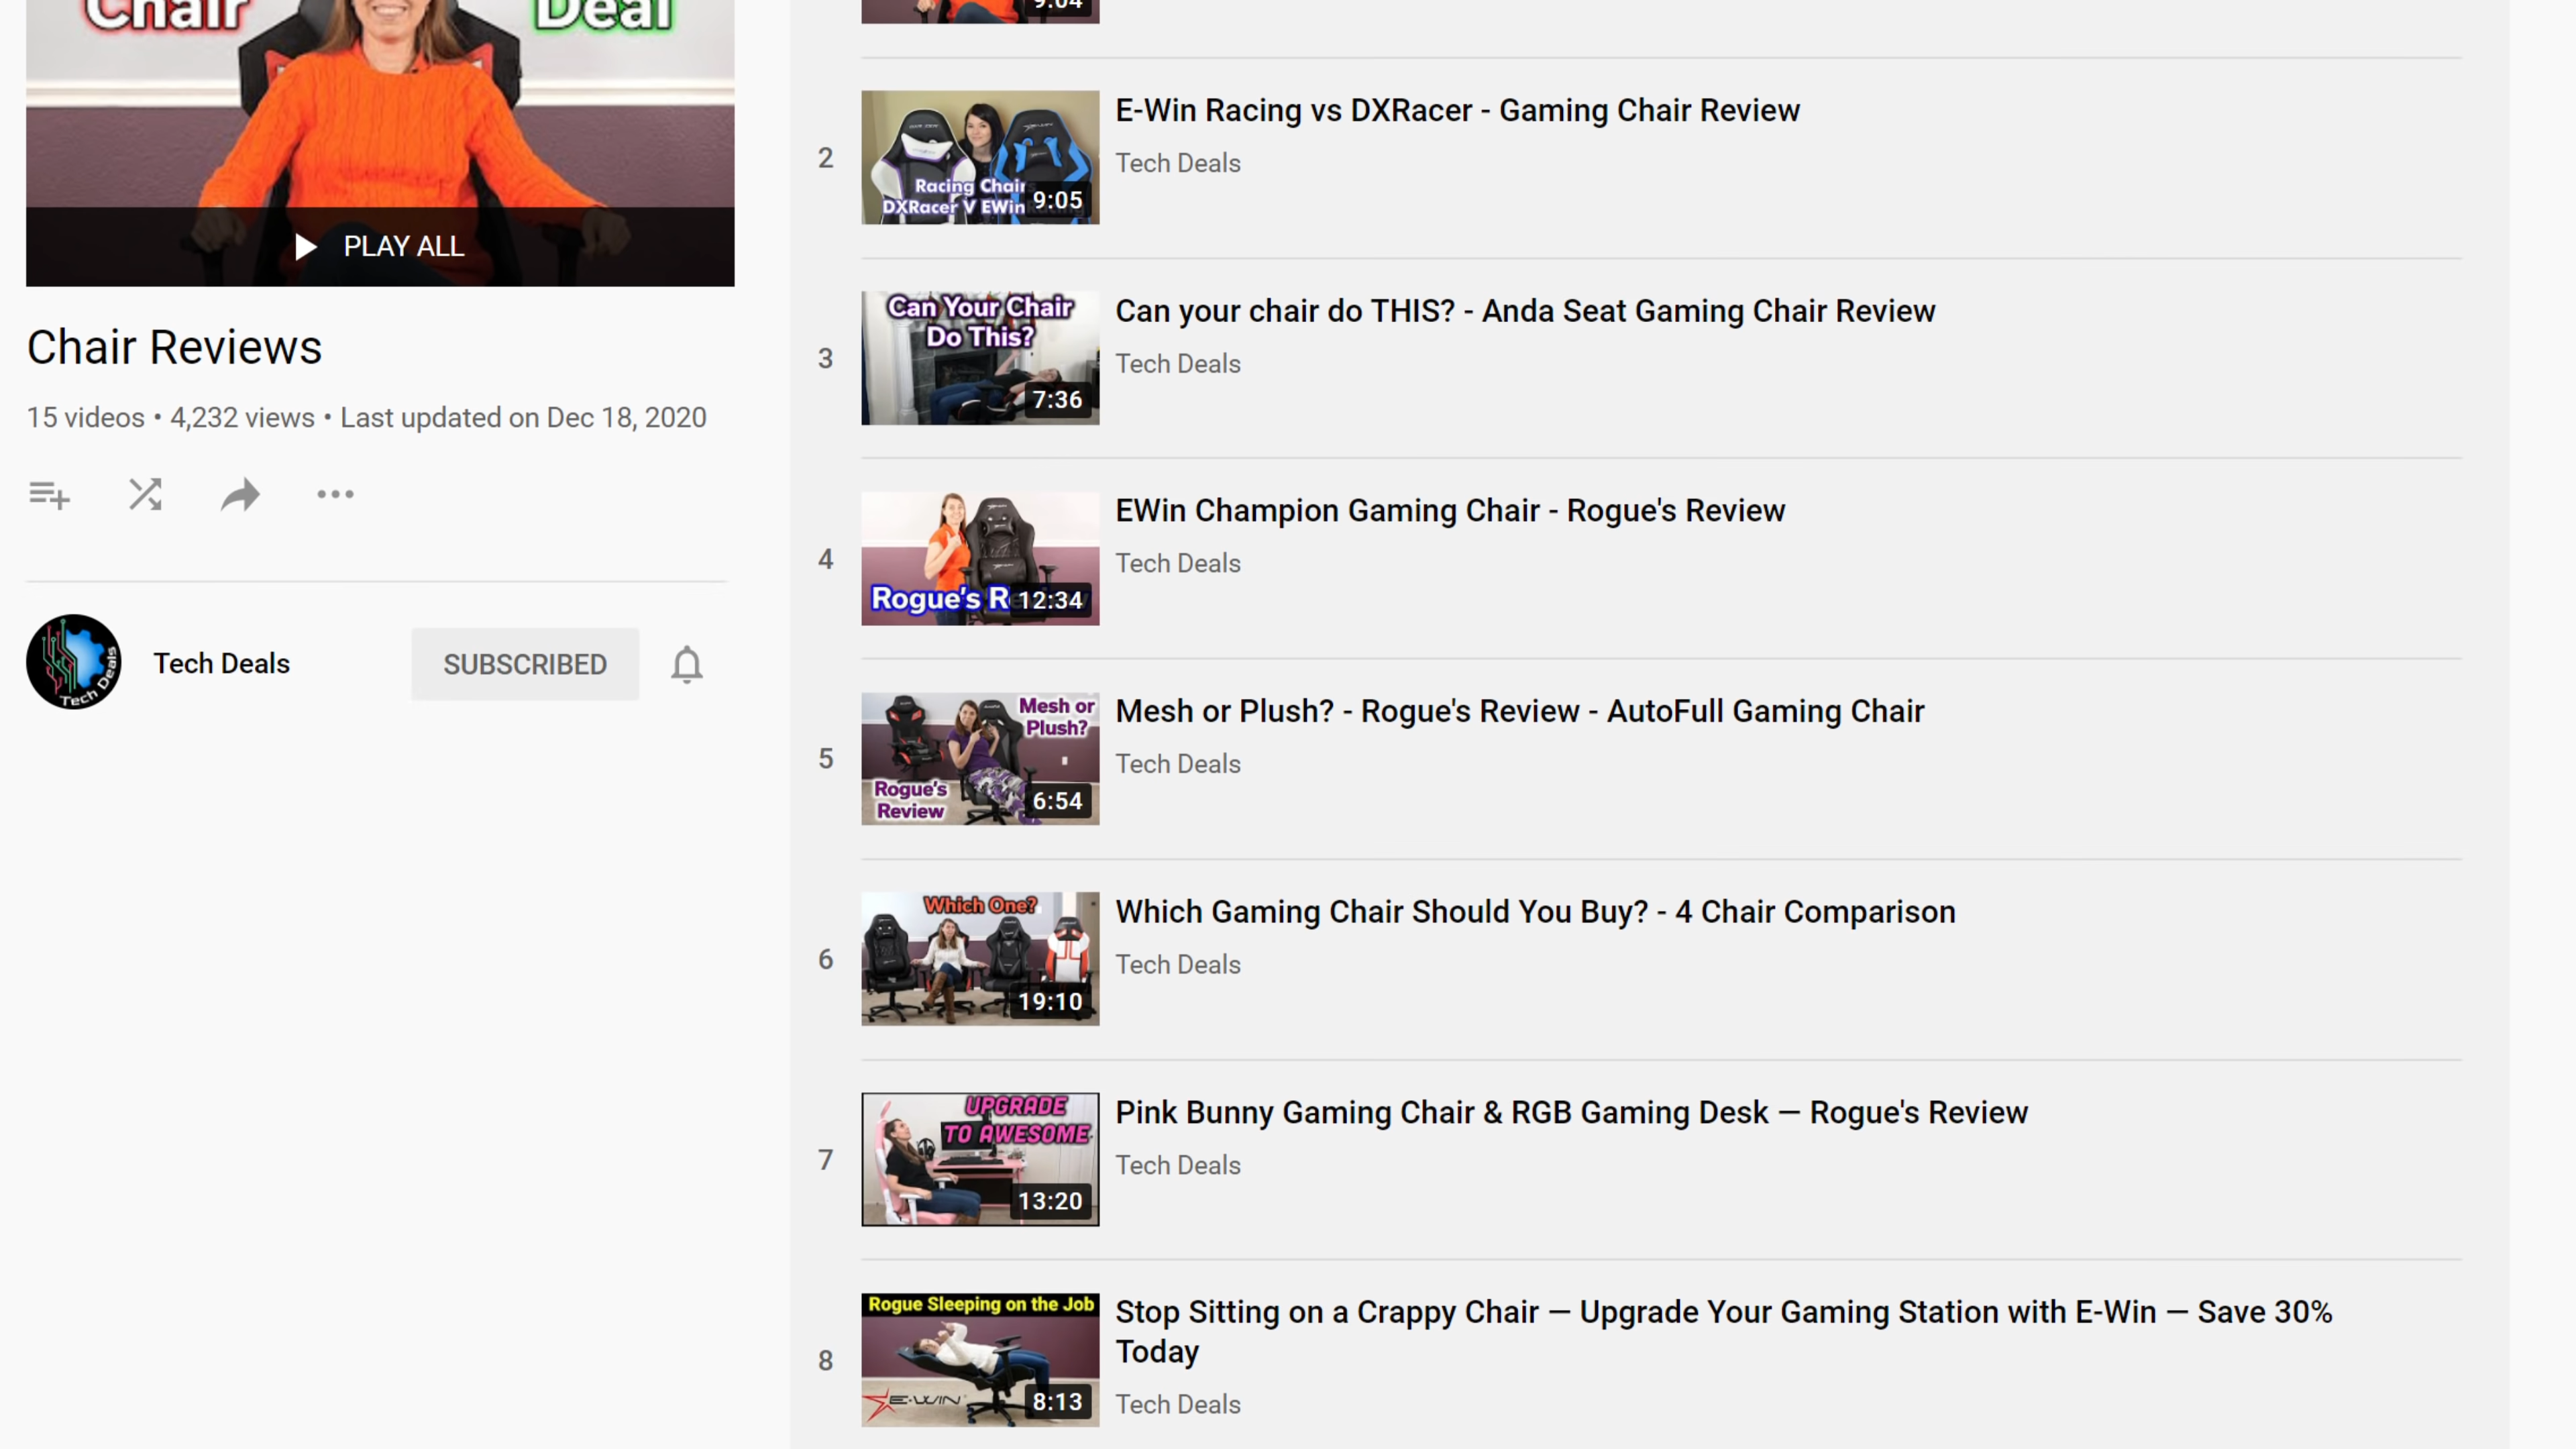 Chair Deal
PLAY ALL
Chair Reviews
15 videos • 4,232 views • Last updated on Dec 18, 2020
Tech Deals
Tech Deals
SUBSCRIBED
9:04
2
Racing Chair
DXRacer V EWin
9:05
E-Win Racing vs DXRacer - Gaming Chair Review
Tech Deals
3
Can Your Chair
Do This?
7:36
Can your chair do THIS? - Anda Seat Gaming Chair Review
Tech Deals
4
Rogue's R
12:34
EWin Champion Gaming Chair - Rogue's Review
Tech Deals
5
Mesh or
Plush?
Rogue's
Review
6:54
Mesh or Plush? - Rogue's Review - AutoFull Gaming Chair
Tech Deals
6
Which One?
19:10
Which Gaming Chair Should You Buy? - 4 Chair Comparison
Tech Deals
7
UPGRADE
TO AWESOME
13:20
Pink Bunny Gaming Chair & RGB Gaming Desk — Rogue's Review
Tech Deals
8
Rogue Sleeping on the Job
E-WIN
8:13
Stop Sitting on a Crappy Chair — Upgrade Your Gaming Station with E-Win — Save 30%
Today
Tech Deals